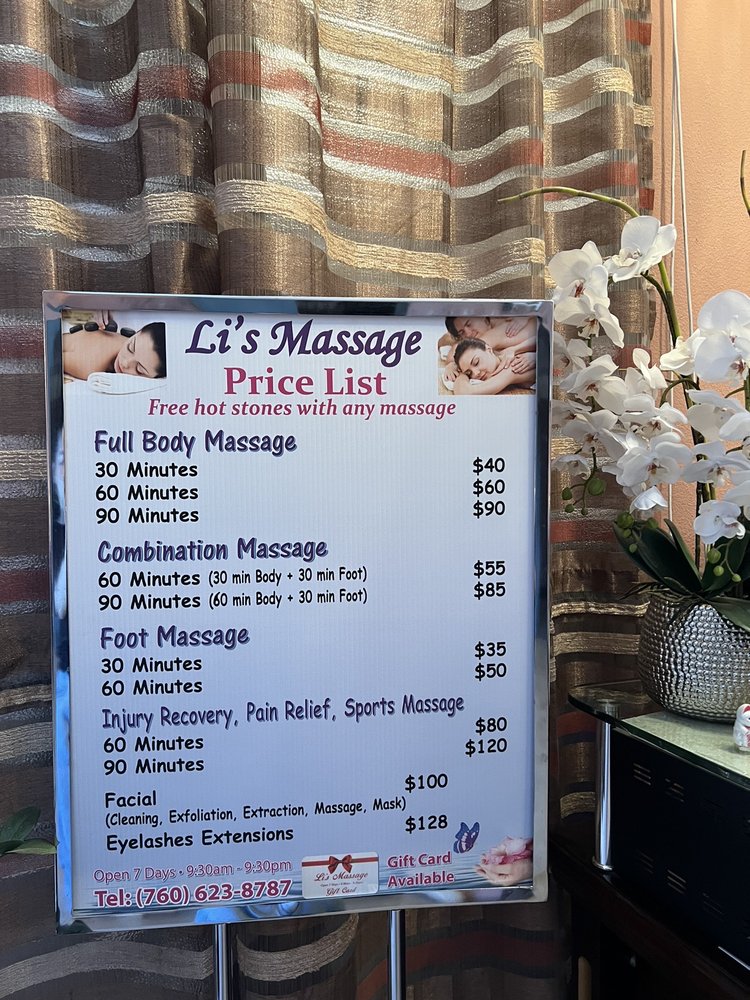 Li's Massage
Price List
Free hot stones with any massage
Full Body Massage
30 Minutes $40
60 Minutes $60
90 Minutes $90
Combination Massage
60 Minutes (30 min Body + 30 min Foot) $55
90 Minutes (60 min Body + 30 min Foot) $85
Foot Massage
30 Minutes $35
60 Minutes $50
Injury Recovery, Pain Relief, Sports Massage
60 Minutes $80
90 Minutes $120
Facial $100
(Cleaning, Exfoliation, Extraction, Massage, Mask)
Eyelashes Extensions $128
Open 7 Days • 9:30am - 9:30pm
Tel: (760) 623-8787
Li's Massage
Gift Card
Gift Card
Available